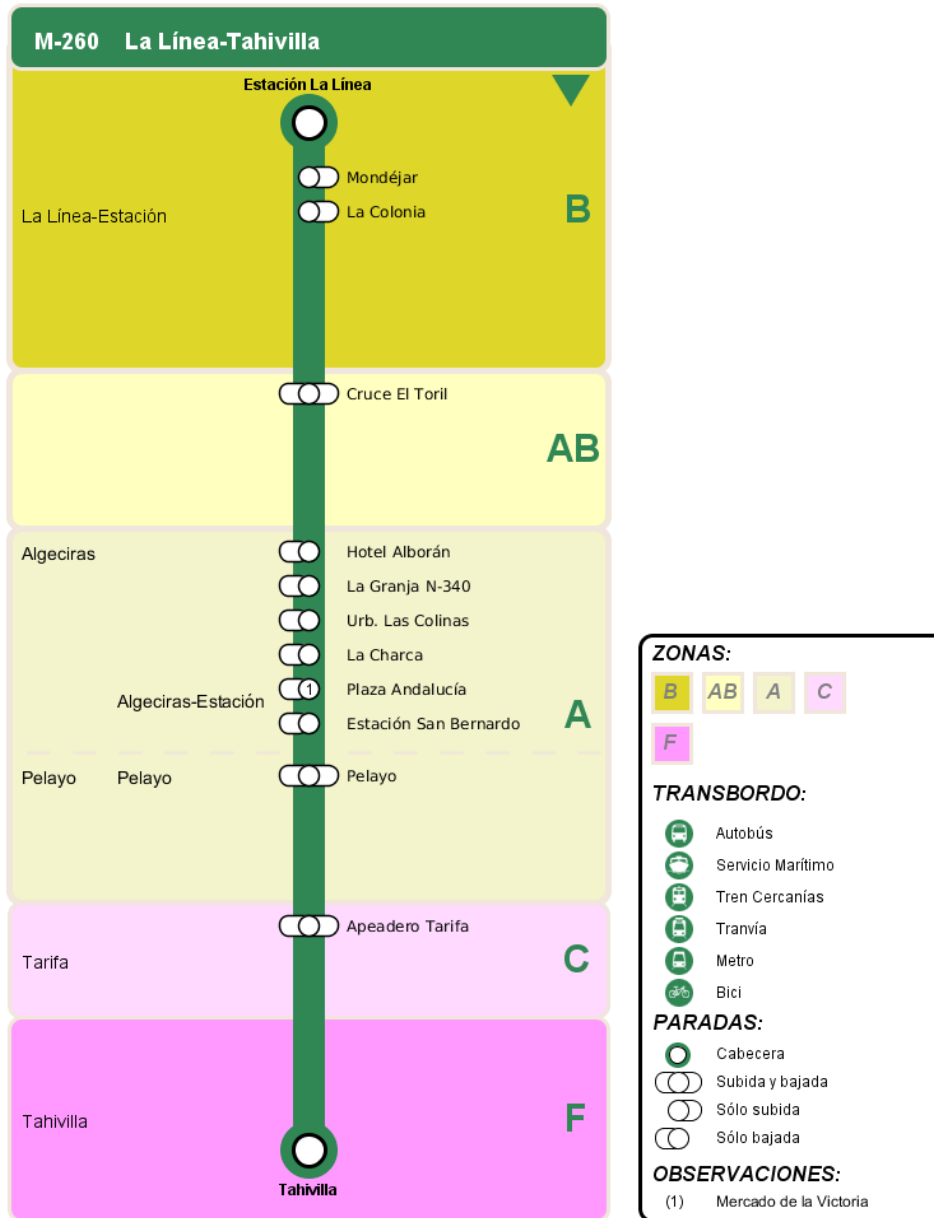 M-260 La Línea-Tahivilla
Estación La Línea
Mondéjar
La Colonia
La Línea-Estación
B
Cruce El Toril
AB
Algeciras
Hotel Alborán
La Granja N-340
Urb. Las Colinas
La Charca
1
Plaza Andalucía
Algeciras-Estación
Estación San Bernardo
A
Pelayo
Pelayo
Pelayo
Apeadero Tarifa
Tarifa
C
Tahivilla
F
Tahivilla
ZONAS:
B AB A C
F
TRANSBORDO:
Autobús
Servicio Marítimo
Tren Cercanías
Tranvía
Metro
Bici
PARADAS:
Cabecera
Subida y bajada
Sólo subida
Sólo bajada
OBSERVACIONES:
(1) Mercado de la Victoria